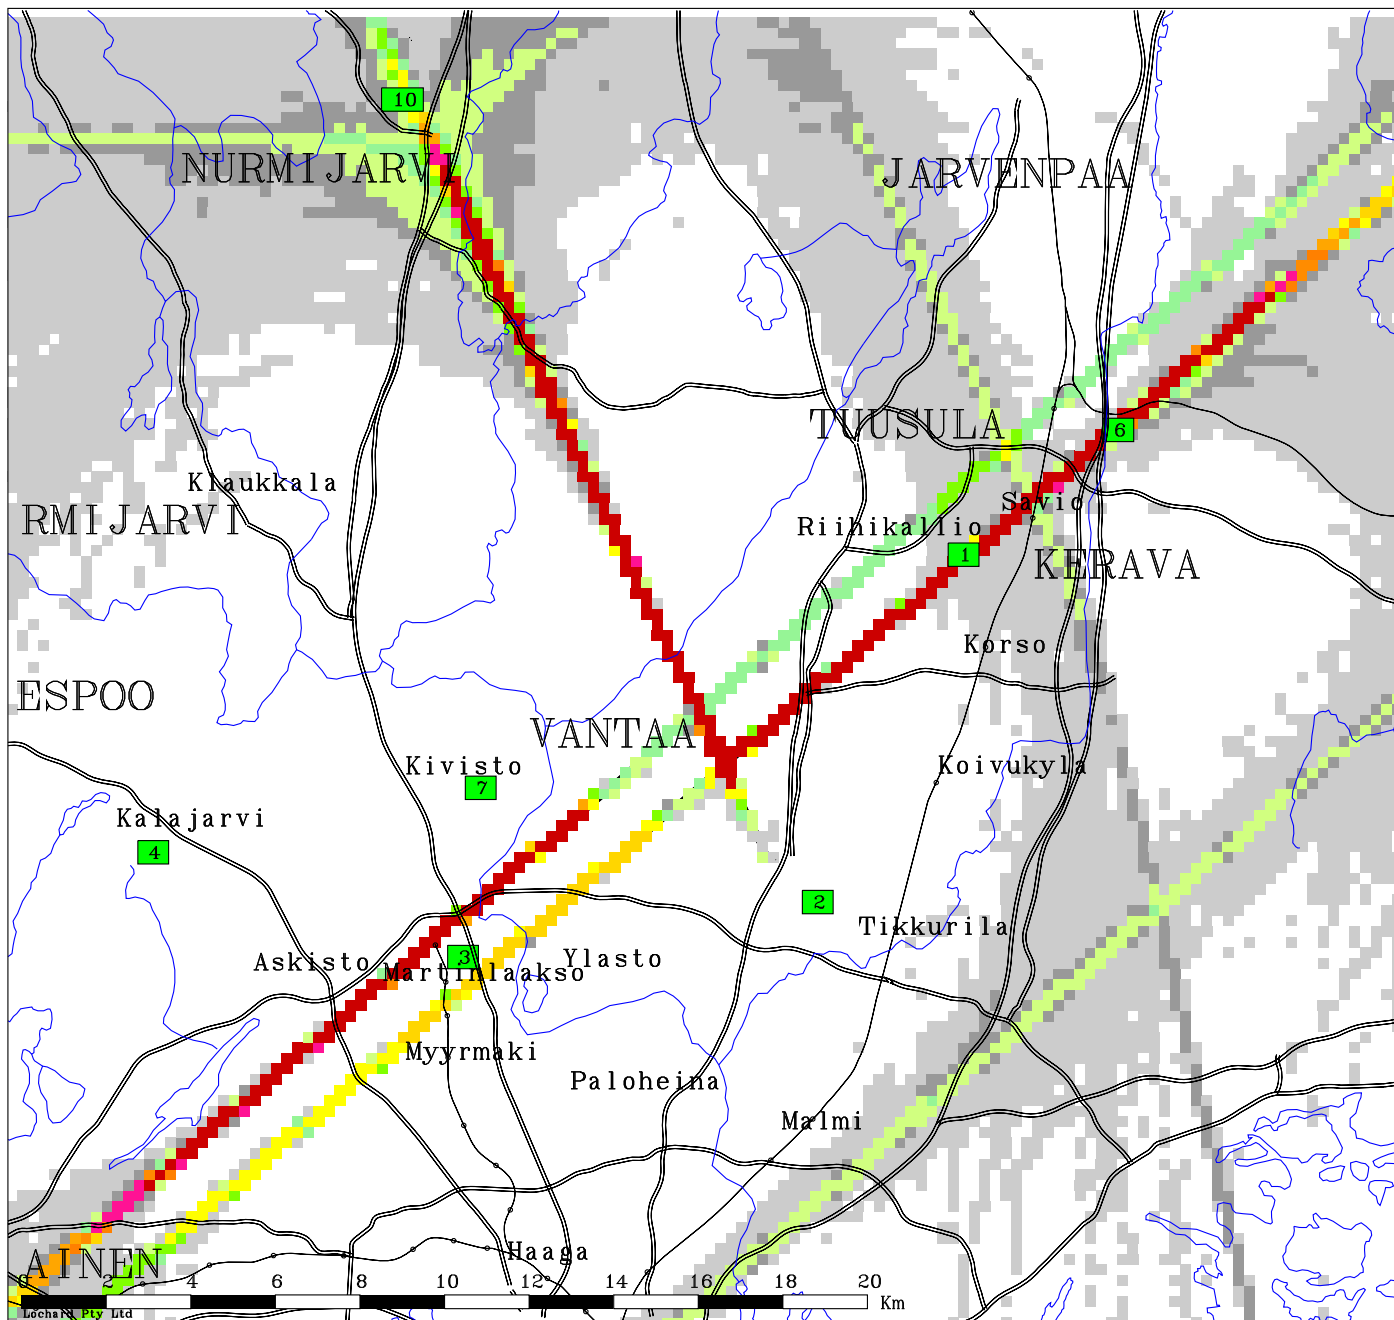 10
NURMIJARVI
JARVENPAA
TUUSULA
6
Klaukkala
RMIJARVI
Savio
Riihikallio
1
KERAVA
Korso
ESPOO
VANTAA
Kivisto
Koivukyla
7
Kalajarvi
4
2
Tikkurila
3
Ylasto
Askisto
Martinlaakso
Myyrmaki
Paloheina
Malmi
Haaga
AINEN
0 2 4 6 8 10 12 14 16 18 20
Km
Lochard Pty Ltd